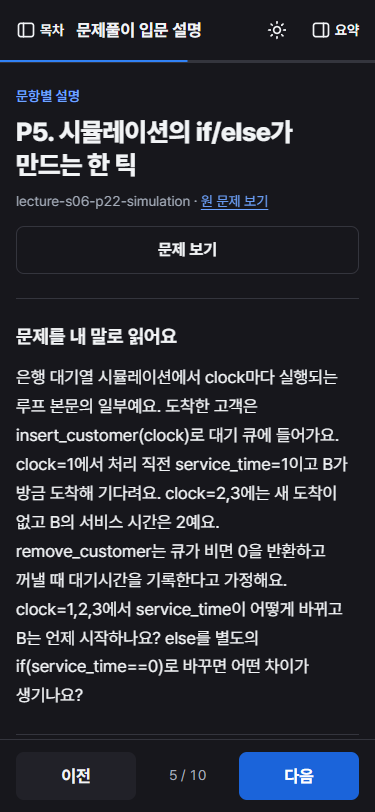 목차 문제풀이 입문 설명 요약
문항별 설명
P5. 시뮬레이션의 if/else가
만드는 한 틱
lecture-s06-p22-simulation · 원 문제 보기
문제 보기
문제를 내 말로 읽어요
은행 대기열 시뮬레이션에서 clock마다 실행되는
루프 본문의 일부예요. 도착한 고객은
insert_customer(clock)로 대기 큐에 들어가요.
clock=1에서 처리 직전 service_time=1이고 B가
방금 도착해 기다려요. clock=2,3에는 새 도착이
없고 B의 서비스 시간은 2예요.
remove_customer는 큐가 비면 0을 반환하고
꺼낼 때 대기시간을 기록한다고 가정해요.
clock=1,2,3에서 service_time이 어떻게 바뀌고
B는 언제 시작하나요? else를 별도의
if(service_time==0)로 바꾸면 어떤 차이가
생기나요?
이전 5 / 10 다음